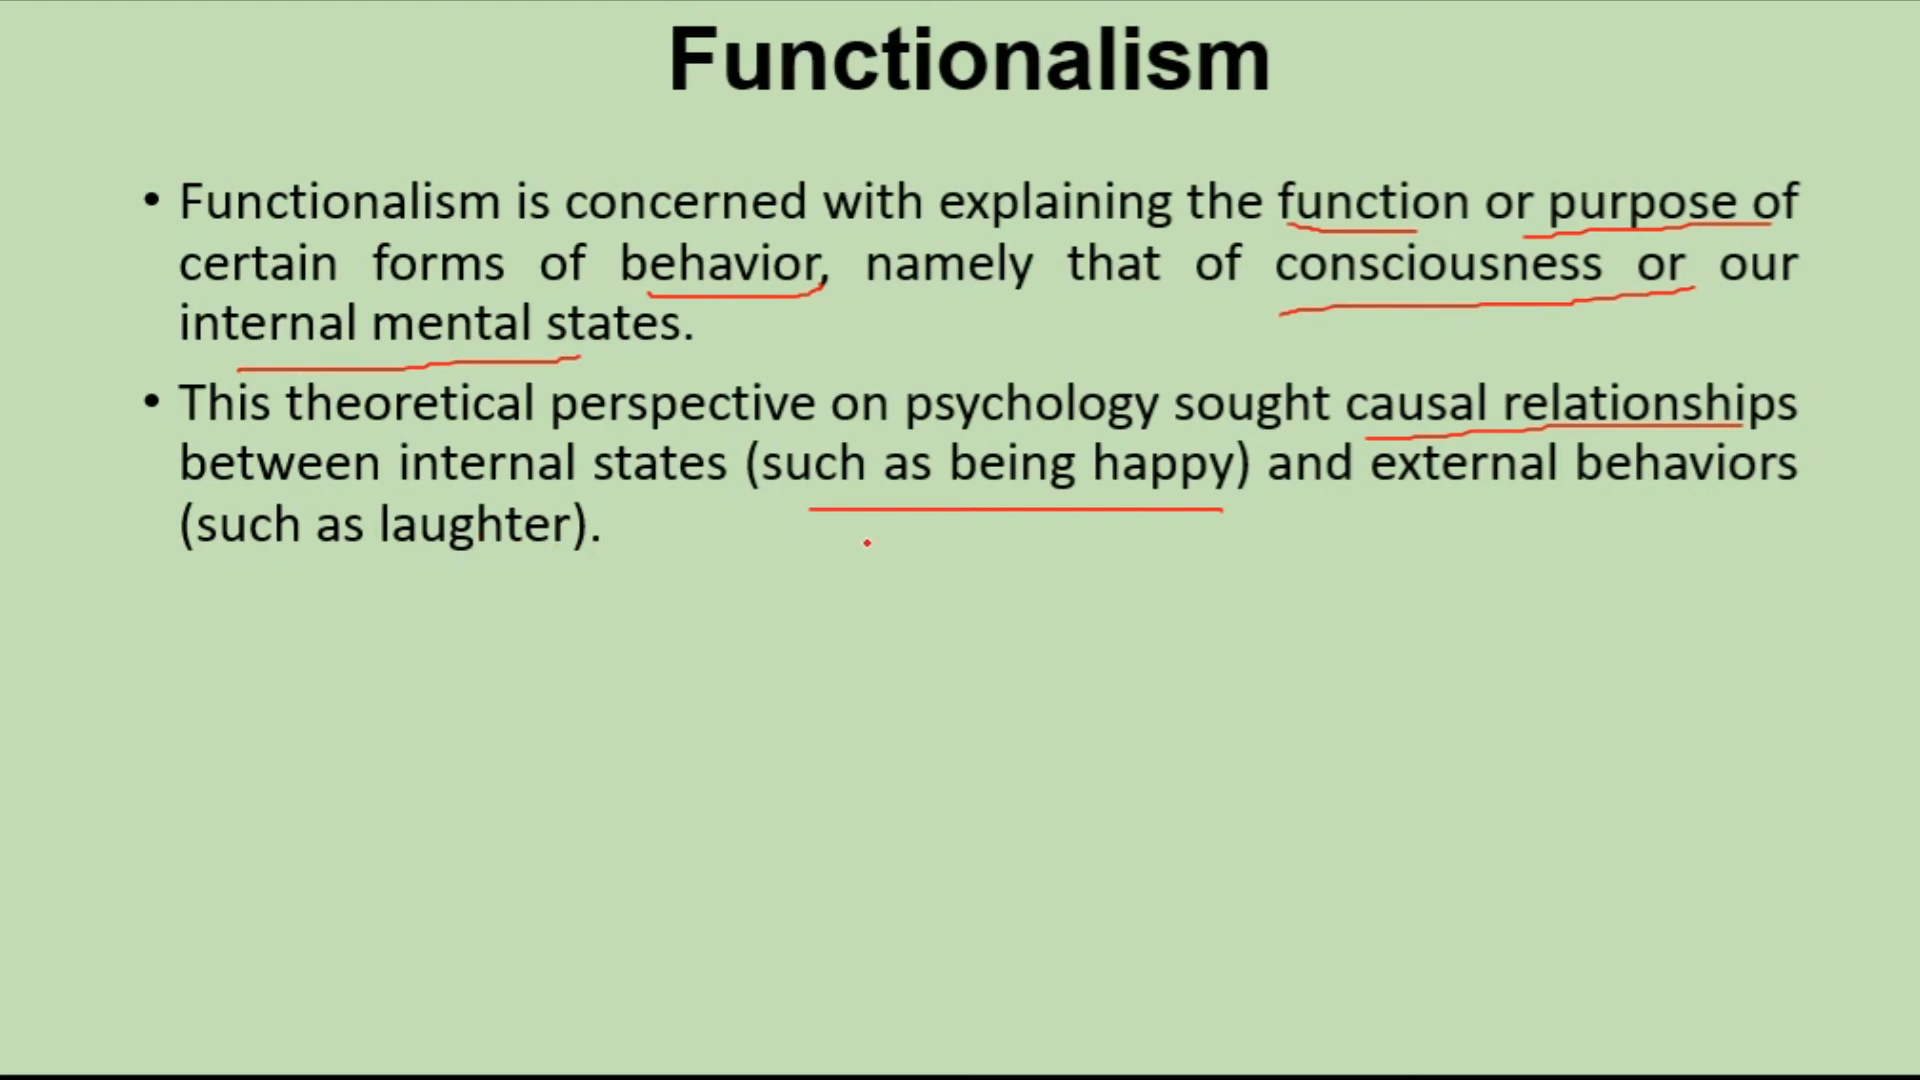 Functionalism
• Functionalism is concerned with explaining the function or purpose of
certain forms of behavior, namely that of consciousness or our
internal mental states.
• This theoretical perspective on psychology sought causal relationships
between internal states (such as being happy) and external behaviors
(such as laughter).